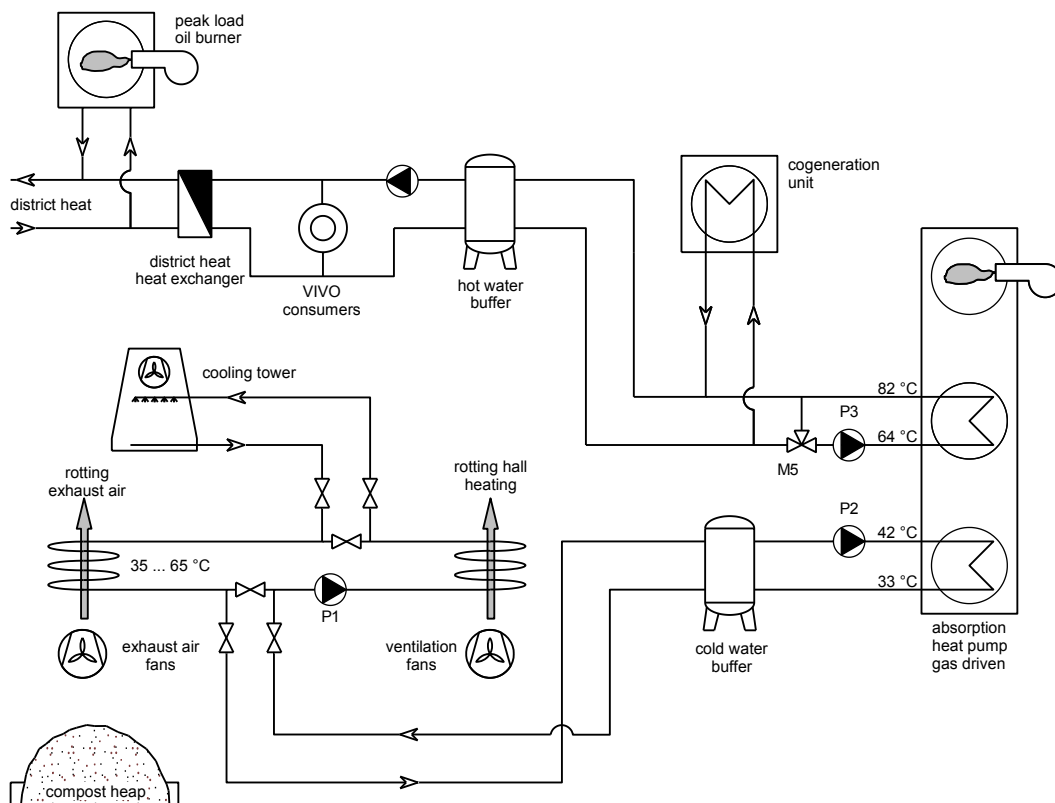 peak load
oil burner
district heat
district heat
heat exchanger
VIVO
consumers
hot water
buffer
cogeneration
unit
cooling tower
82 °C
P3
64 °C
M5
rotting
exhaust air
rotting hall
heating
P2
42 °C
35 ... 65 °C
33 °C
P1
exhaust air
fans
ventilation
fans
cold water
buffer
absorption
heat pump
gas driven
compost heap